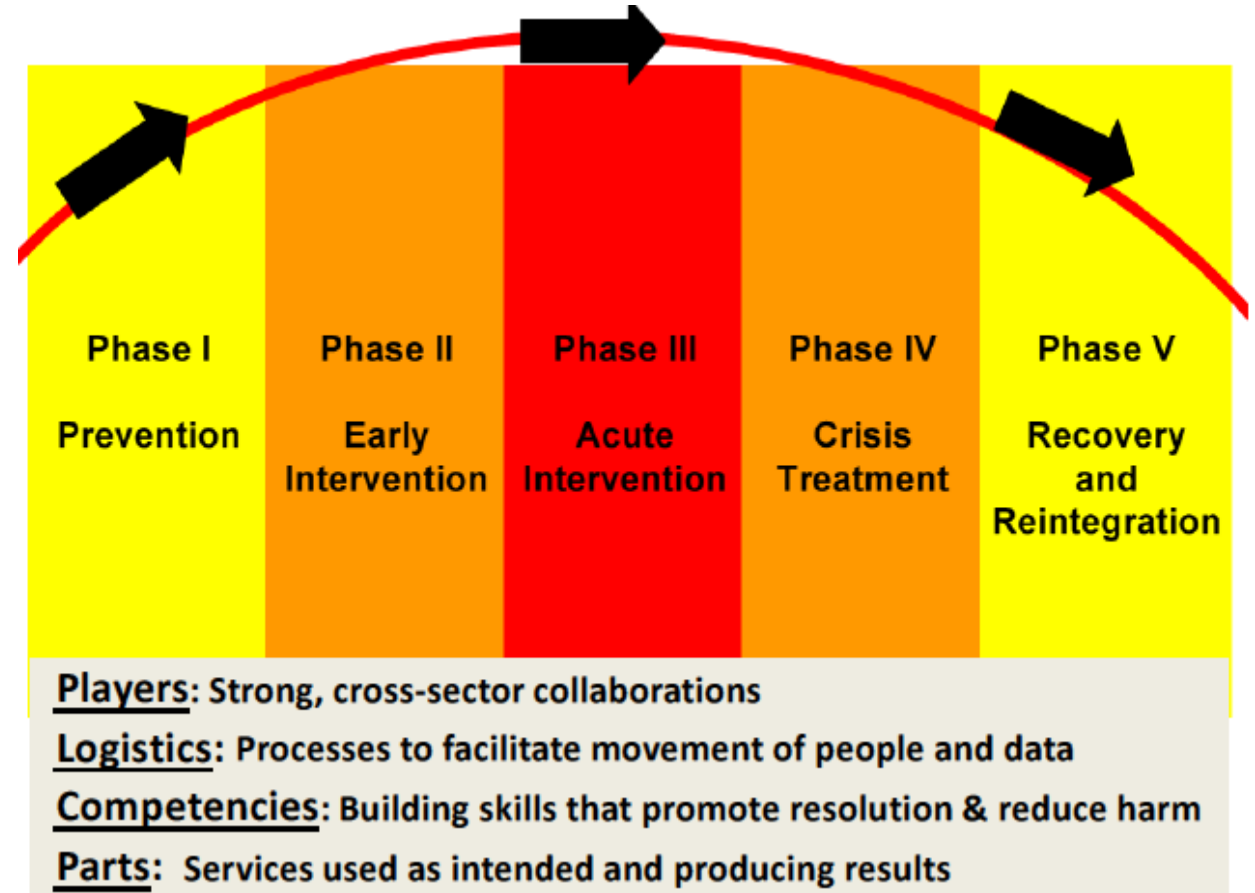 Phase I
Prevention
Phase II
Early
Intervention
Phase III
Acute
Intervention
Phase IV
Crisis
Treatment
Phase V
Recovery
and
Reintegration
Players: Strong, cross-sector collaborations
Logistics: Processes to facilitate movement of people and data
Competencies: Building skills that promote resolution & reduce harm
Parts: Services used as intended and producing results